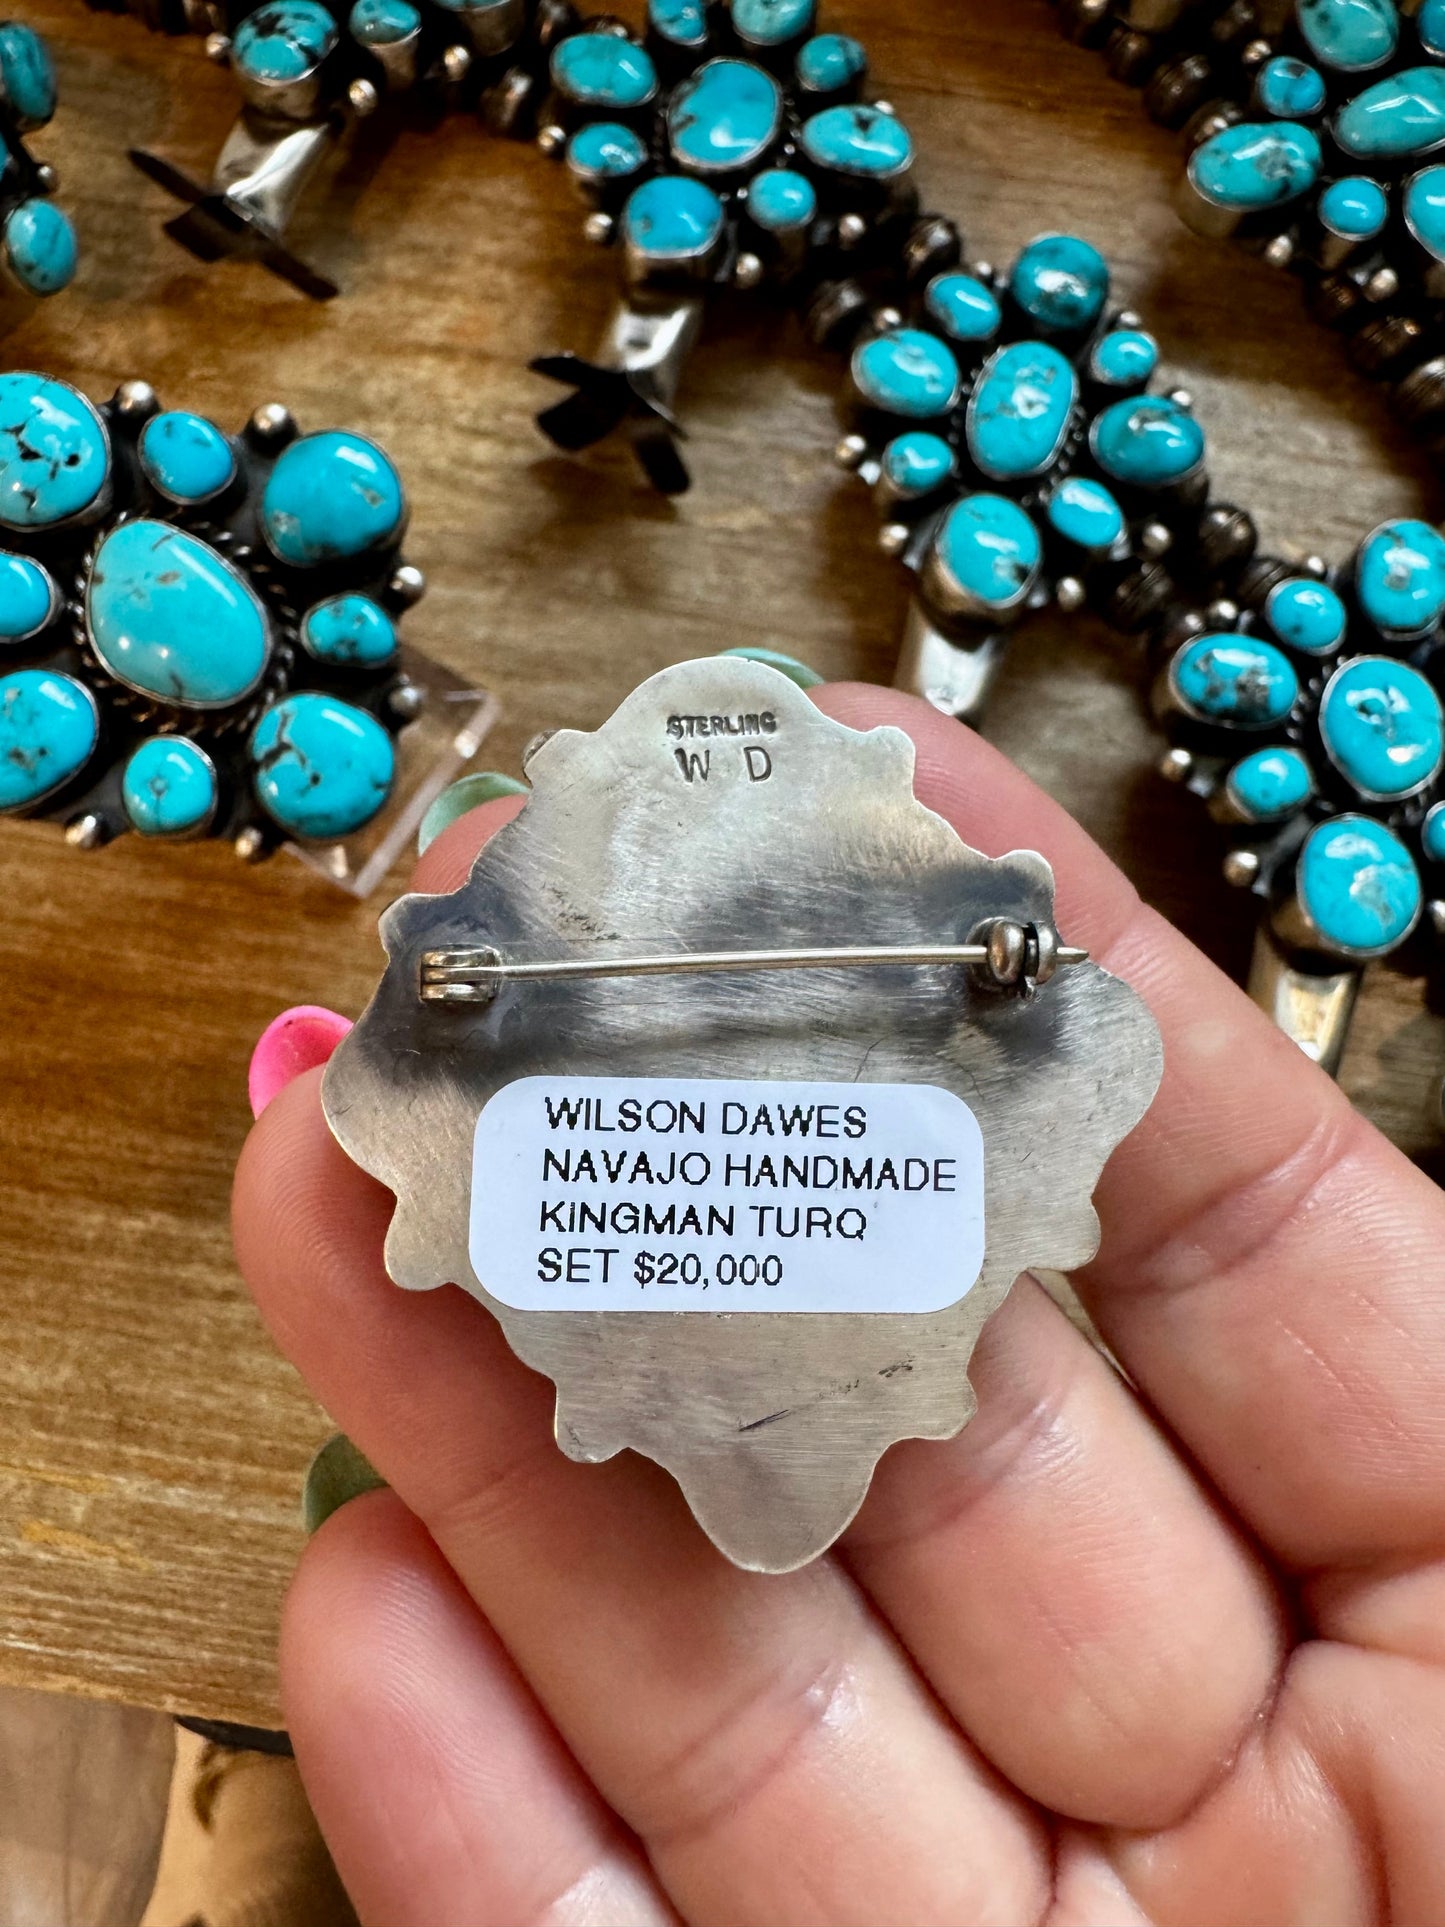 STERLING
W D
WILSON DAWES
NAVAJO HANDMADE
KINGMAN TURQ
SET $20,000